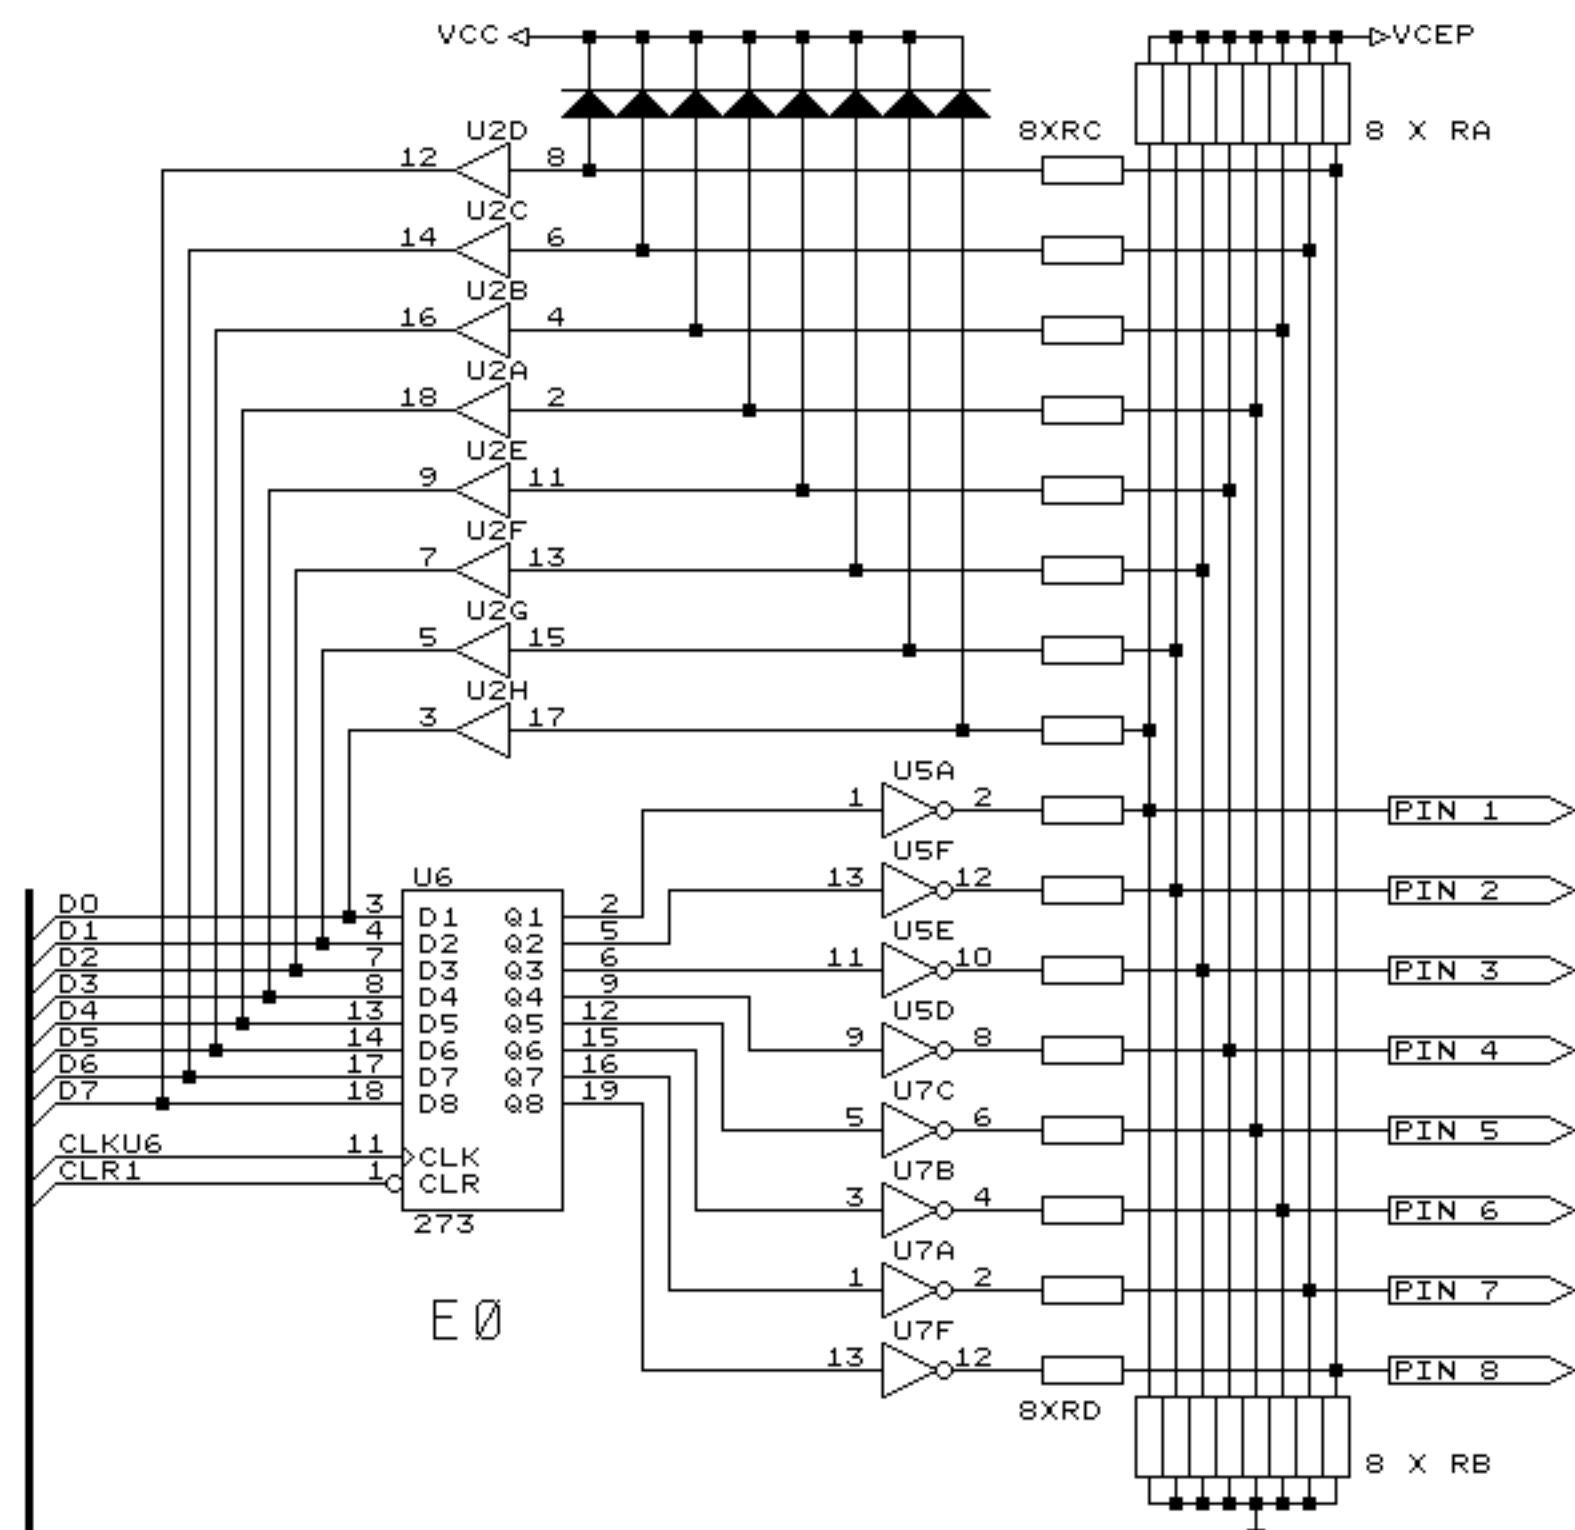 VCC VCEP
U2D 8XRC 8 X RA
12 8
U2C
14 6
U2B
16 4
U2A
18 2
U2E
9 11
U2F
7 13
U2G
5 15
U2H
3 17
U5A
1 2 PIN 1
U6 U5F
13 12 PIN 2
D0 3 D1 Q1 2
D1 4 D2 Q2 5 U5E
D2 7 D3 Q3 6 11 10 PIN 3
D3 8 D4 Q4 9
D4 13 D5 Q5 12 U5D
D5 14 D6 Q6 15 9 8 PIN 4
D6 17 D7 Q7 16
D7 18 D8 Q8 19 U7C
5 6 PIN 5
CLKU6 11 CLK
CLR1 1 CLR U7B
273 3 4 PIN 6
U7A
1 2 PIN 7
EØ
U7F
13 12 PIN 8
8XRD
8 X RB